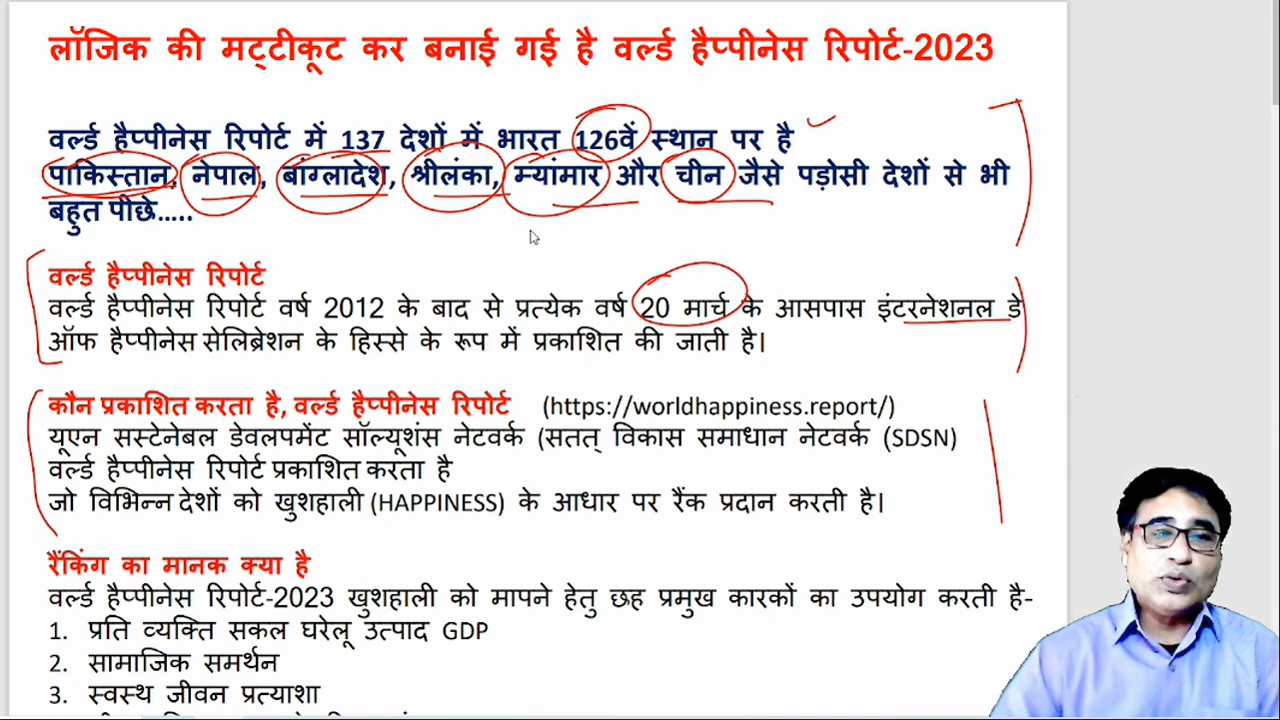 लॉजिक की मट्टीकूट कर बनाई गई है वर्ल्ड हैप्पीनेस रिपोर्ट-2023
वर्ल्ड हैप्पीनेस रिपोर्ट में 137 देशों में भारत 126वें स्थान पर है
पाकिस्तान, नेपाल, बांग्लादेश, श्रीलंका, म्यांमार और चीन जैसे पड़ोसी देशों से भी
बहुत पीछे.....
वर्ल्ड हैप्पीनेस रिपोर्ट
वर्ल्ड हैप्पीनेस रिपोर्ट वर्ष 2012 के बाद से प्रत्येक वर्ष 20 मार्च के आसपास इंटरनेशनल डे
ऑफ हैप्पीनेस सेलिब्रेशन के हिस्से के रूप में प्रकाशित की जाती है।
कौन प्रकाशित करता है, वर्ल्ड हैप्पीनेस रिपोर्ट (https://worldhappiness.report/)
यूएन सस्टेनेबल डेवलपमेंट सॉल्यूशंस नेटवर्क (सतत् विकास समाधान नेटवर्क (SDSN)
वर्ल्ड हैप्पीनेस रिपोर्ट प्रकाशित करता है
जो विभिन्न देशों को खुशहाली (HAPPINESS) के आधार पर रैंक प्रदान करती है।
रैंकिंग का मानक क्या है
वर्ल्ड हैप्पीनेस रिपोर्ट-2023 खुशहाली को मापने हेतु छह प्रमुख कारकों का उपयोग करती है-
1. प्रति व्यक्ति सकल घरेलू उत्पाद GDP
2. सामाजिक समर्थन
3. स्वस्थ जीवन प्रत्याशा